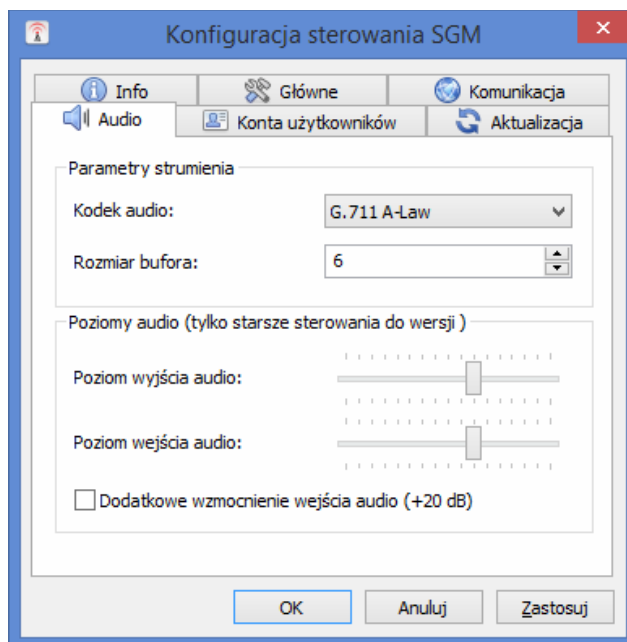 Konfiguracja sterowania SGM
Info Główne Komunikacja
Audio Konta użytkowników Aktualizacja
Parametry strumienia
Kodek audio: G.711 A-Law
Rozmiar bufora: 6
Poziomy audio (tylko starsze sterowania do wersji )
Poziom wyjścia audio:
Poziom wejścia audio:
Dodatkowe wzmocnienie wejścia audio (+20 dB)
OK Anuluj Zastosuj